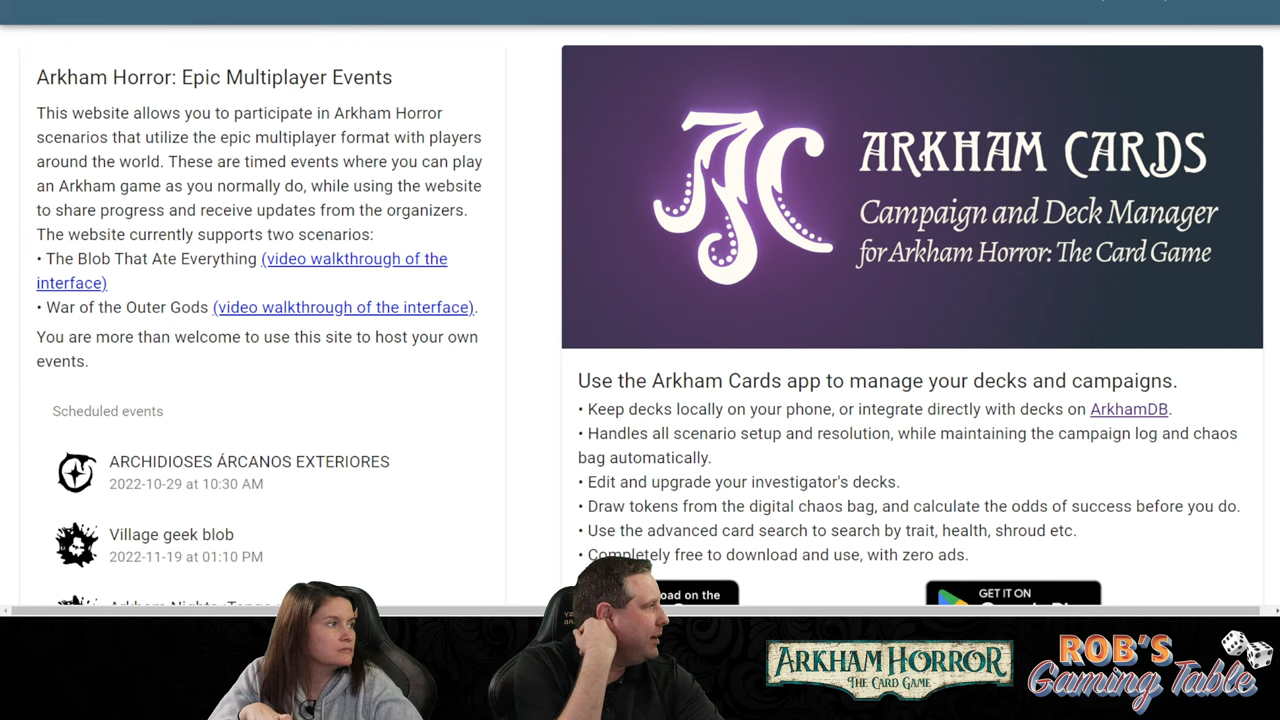 Arkham Horror: Epic Multiplayer Events
This website allows you to participate in Arkham Horror
scenarios that utilize the epic multiplayer format with players
around the world. These are timed events where you can play
an Arkham game as you normally do, while using the website
to share progress and receive updates from the organizers.
The website currently supports two scenarios:
• The Blob That Ate Everything (video walkthrough of the
interface)
• War of the Outer Gods (video walkthrough of the interface).
You are more than welcome to use this site to host your own
events.
Scheduled events
ARCHIDIOSES ÁRCANOS EXTERIORES
2022-10-29 at 10:30 AM
Village geek blob
2022-11-19 at 01:10 PM
AC
ARKHAM CARDS
Campaign and Deck Manager
for Arkham Horror: The Card Game
Use the Arkham Cards app to manage your decks and campaigns.
• Keep decks locally on your phone, or integrate directly with decks on ArkhamDB.
• Handles all scenario setup and resolution, while maintaining the campaign log and chaos
bag automatically.
• Edit and upgrade your investigator's decks.
• Draw tokens from the digital chaos bag, and calculate the odds of success before you do.
• Use the advanced card search to search by trait, health, shroud etc.
• Completely free to download and use, with zero ads.
on the
GET IT ON
ARKHAM HORROR
THE CARD GAME
ROB'S
Gaming Table